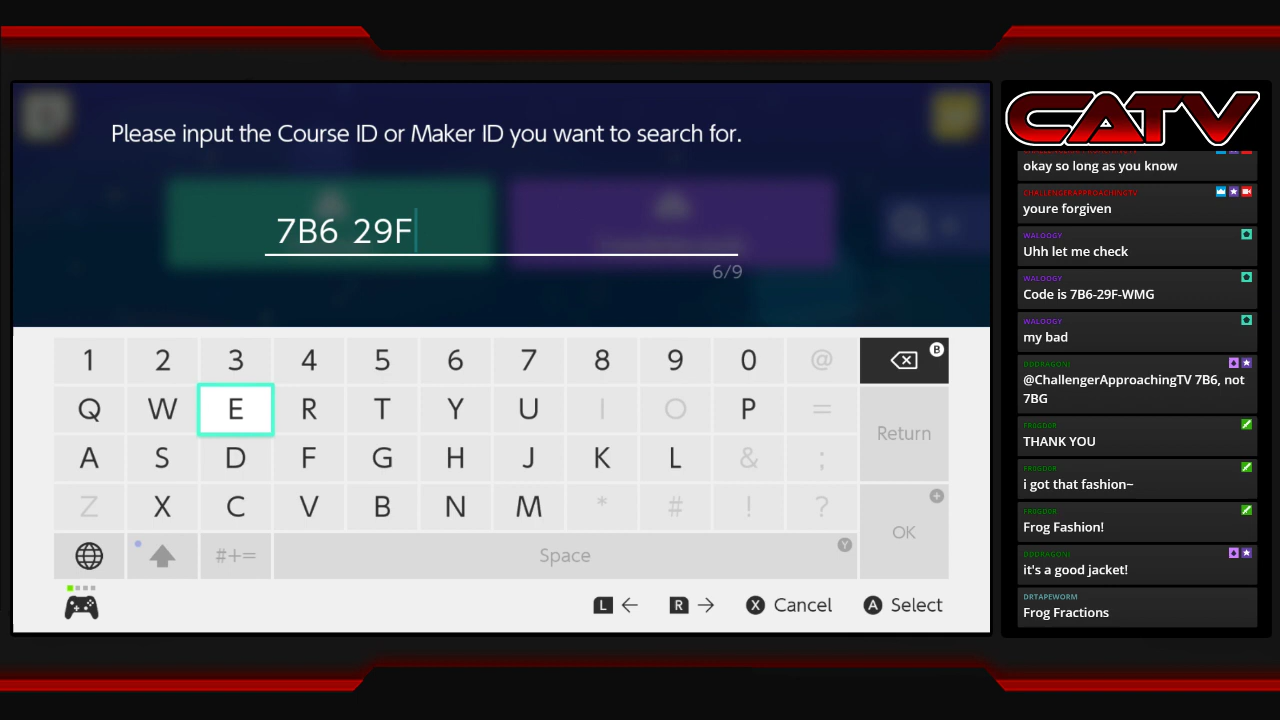 Please input the Course ID or Maker ID you want to search for.
7B6 29F
6/9
1 2 3 4 5 6 7 8 9 0 @ B
Q W E R T Y U I O P =
Return
A S D F G H J K L & ;
Z X C V B N M * # ! ?
OK
#+= Space Y
L ← R → X Cancel A Select
CATV
okay so long as you know
CHALLENGERAPPROACHINGTV
youre forgiven
WALOOGY
Uhh let me check
WALOOGY
Code is 7B6-29F-WMG
WALOOGY
my bad
DDDRAGONI
@ChallengerApproachingTV 7B6, not
7BG
FROGDOR
THANK YOU
FROGDOR
i got that fashion~
FROGDOR
Frog Fashion!
DDDRAGONI
it's a good jacket!
DRTAPEWORM
Frog Fractions